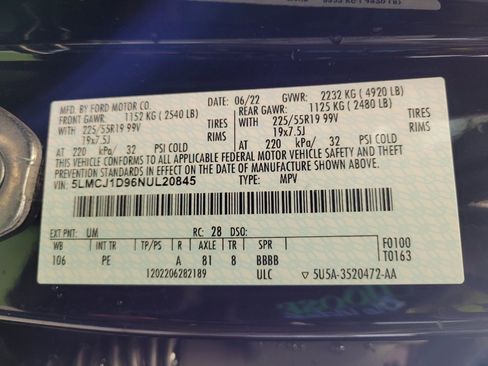 MFD. BY FORD MOTOR CO. DATE: 06/22 GVWR: 2232 KG (4920 LB)
FRONT GAWR: 1152 KG (2540 LB) REAR GAWR: 1125 KG (2480 LB)
WITH 225/55R19 99V TIRES WITH 225/55R19 99V TIRES
19x7.5J RIMS 19x7.5J RIMS
AT 220 kPa/ 32 PSI COLD AT 220 kPa/ 32 PSI COLD
THIS VEHICLE CONFORMS TO ALL APPLICABLE FEDERAL MOTOR VEHICLE SAFETY AND THEFT
PREVENTION STANDARDS IN EFFECT ON THE DATE OF MANUFACTURE SHOWN ABOVE.
VIN: 5LMCJ1D96NUL20845 TYPE: MPV
EXT PNT: UM RC: 28 DSO:
WB INT TR TP/PS R AXLE TR SPR F0100
106 PE A 81 8 BBBB T0163
1202206282189 ULC ▽ 5U5A-3520472-AA